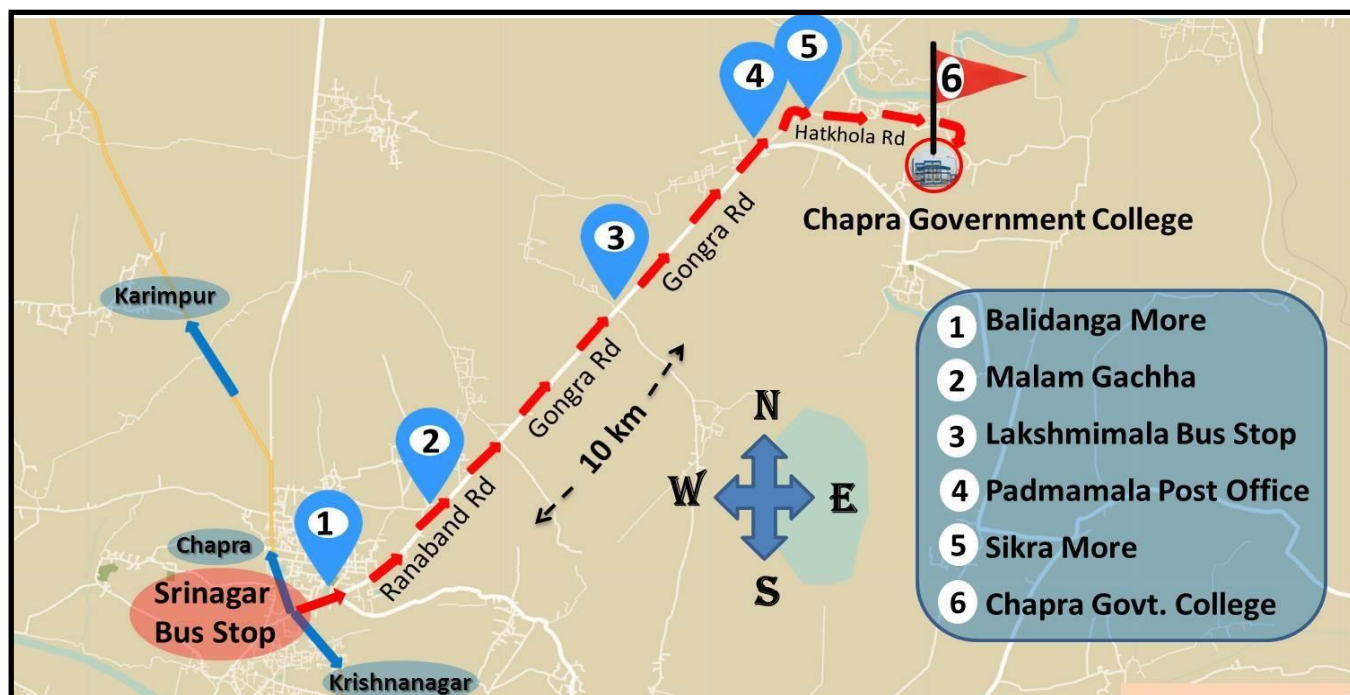 5
4
6
Hatkhola Rd
Chapra Government College
3
Gongra Rd
Karimpur
1 Balidanga More
2 Malam Gachha
3 Lakshmimala Bus Stop
4 Padmamala Post Office
5 Sikra More
6 Chapra Govt. College
Gongra Rd
10 km
N
W E
S
2
Ranaband Rd
1
Chapra
Srinagar
Bus Stop
Krishnanagar